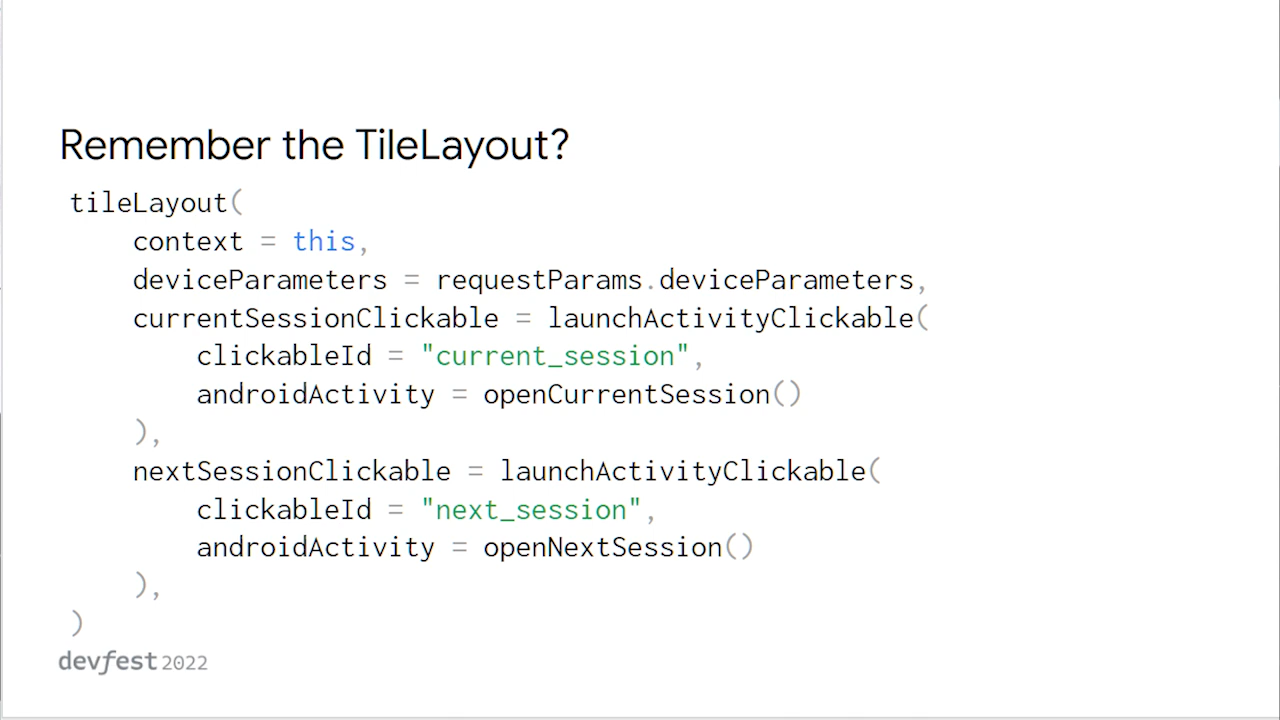 Remember the TileLayout?
tileLayout(
    context = this,
    deviceParameters = requestParams.deviceParameters,
    currentSessionClickable = launchActivityClickable(
        clickableId = "current_session",
        androidActivity = openCurrentSession()
    ),
    nextSessionClickable = launchActivityClickable(
        clickableId = "next_session",
        androidActivity = openNextSession()
    ),
)
devfest 2022